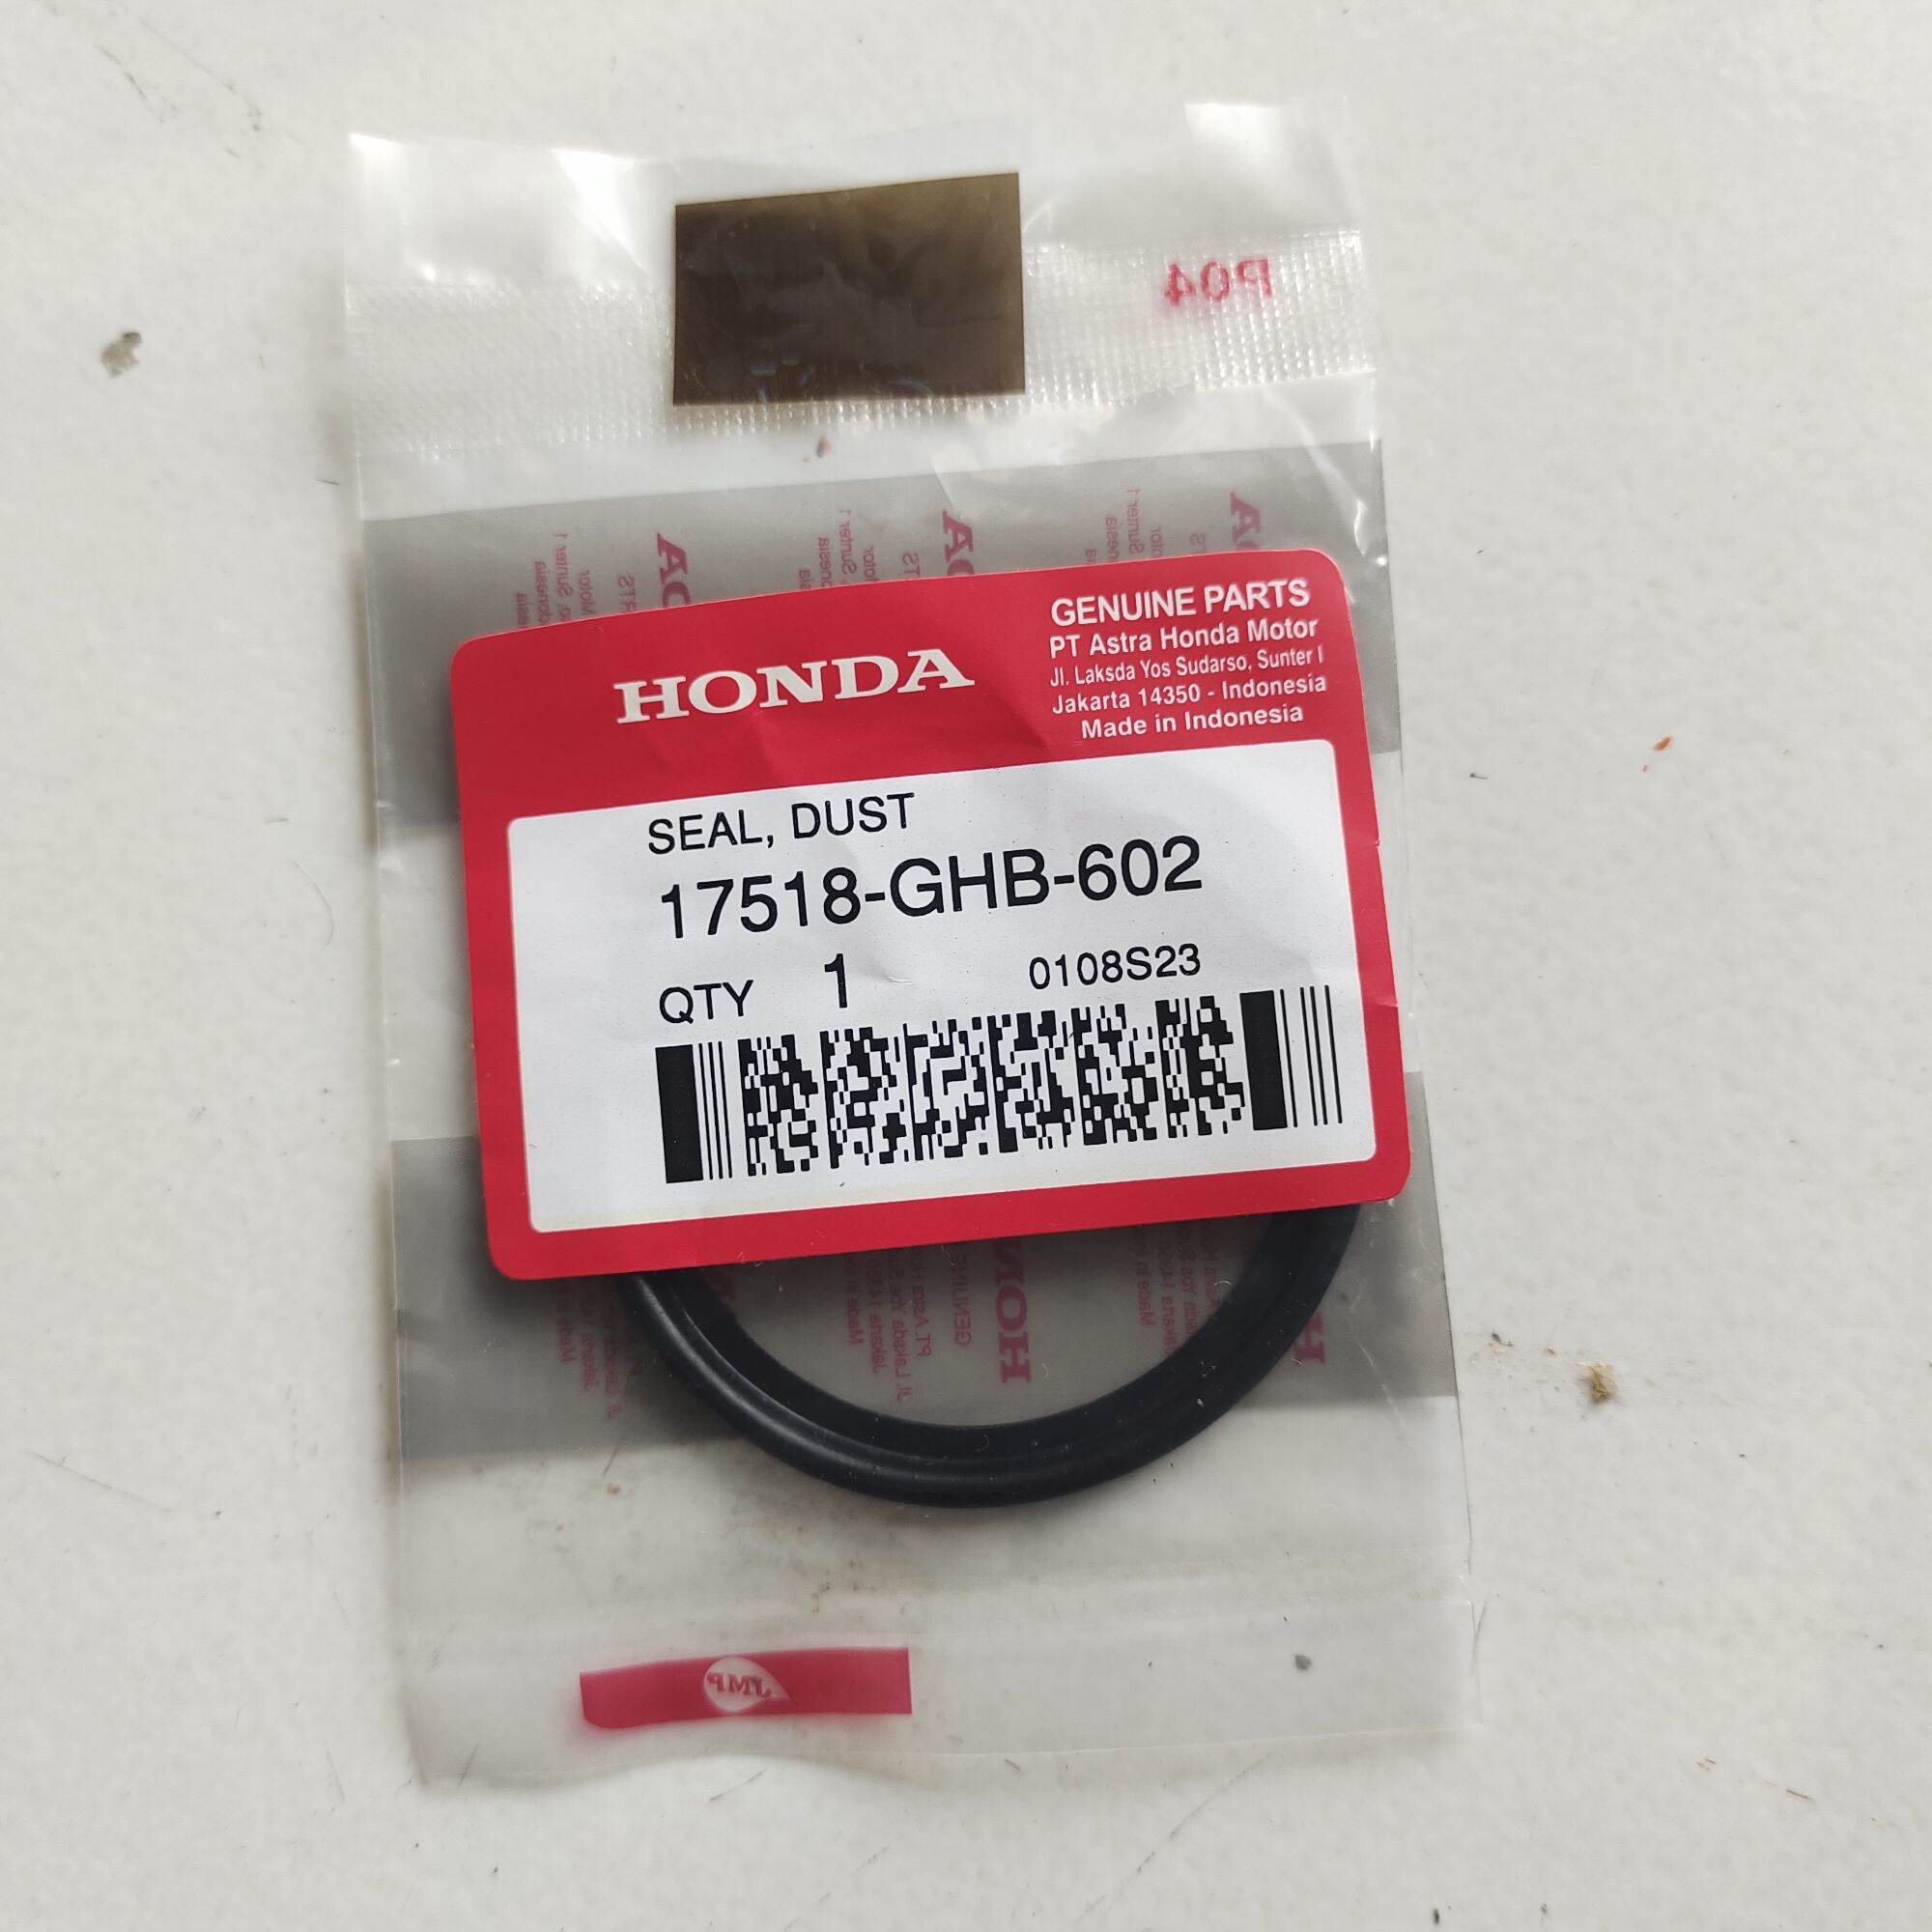 P04
HONDA
GENUINE PARTS
PT Astra Honda Motor
Jl. Laksda Yos Sudarso, Sunter I
Jakarta 14350 - Indonesia
Made in Indonesia
SEAL, DUST
17518-GHB-602
QTY 1 0108S23
JMP